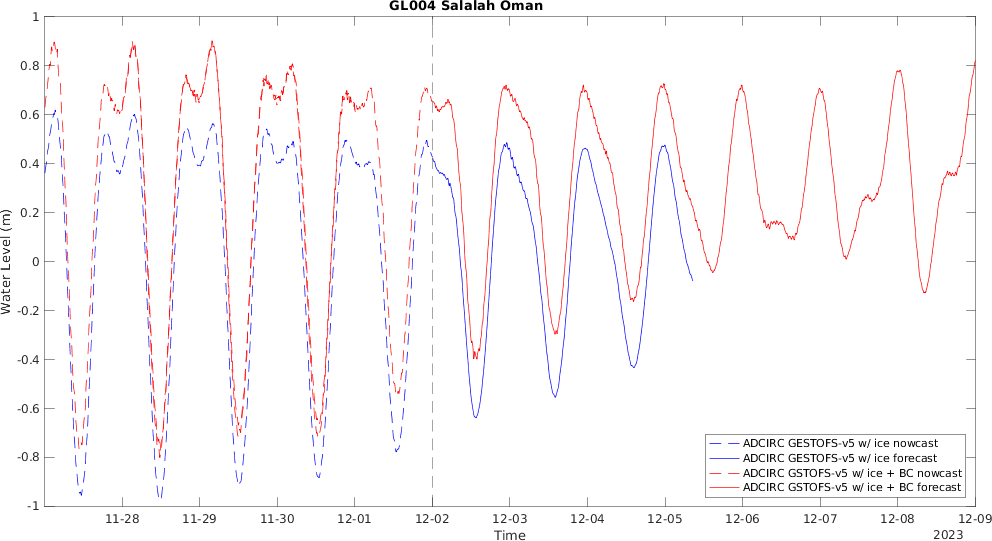 GL004 Salalah Oman
1
0.8
0.6
0.4
0.2
0
-0.2
-0.4
-0.6
-0.8
-1
Water Level (m)
11-28 11-29 11-30 12-01 12-02 12-03 12-04 12-05 12-06 12-07 12-08 12-09
Time
2023
ADCIRC GESTOFS-v5 w/ ice nowcast
ADCIRC GESTOFS-v5 w/ ice forecast
ADCIRC GSTOFS-v5 w/ ice + BC nowcast
ADCIRC GSTOFS-v5 w/ ice + BC forecast